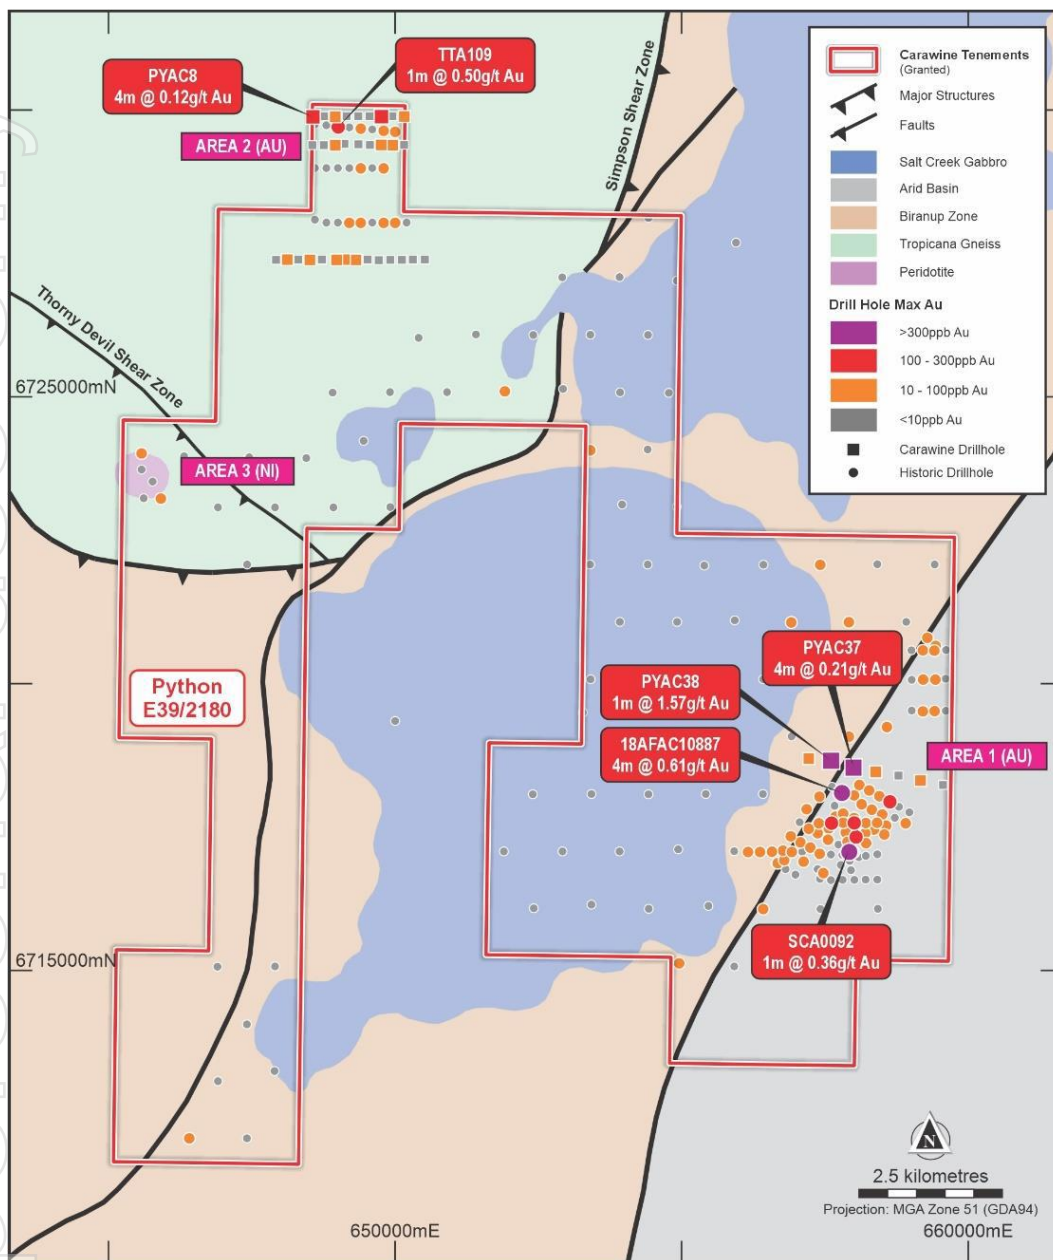 PYAC8
4m @ 0.12g/t Au
TTA109
1m @ 0.50g/t Au
AREA 2 (AU)
Simpson Shear Zone
Carawine Tenements
(Granted)
Major Structures
Faults
Salt Creek Gabbro
Arid Basin
Biranup Zone
Tropicana Gneiss
Peridotite
Drill Hole Max Au
>300ppb Au
100 - 300ppb Au
10 - 100ppb Au
<10ppb Au
Carawine Drillhole
Historic Drillhole
Thorny Devil Shear Zone
6725000mN
AREA 3 (NI)
Python
E39/2180
PYAC37
4m @ 0.21g/t Au
PYAC38
1m @ 1.57g/t Au
18AFAC10887
4m @ 0.61g/t Au
AREA 1 (AU)
SCA0092
1m @ 0.36g/t Au
6715000mN
N
2.5 kilometres
Projection: MGA Zone 51 (GDA94)
650000mE
660000mE